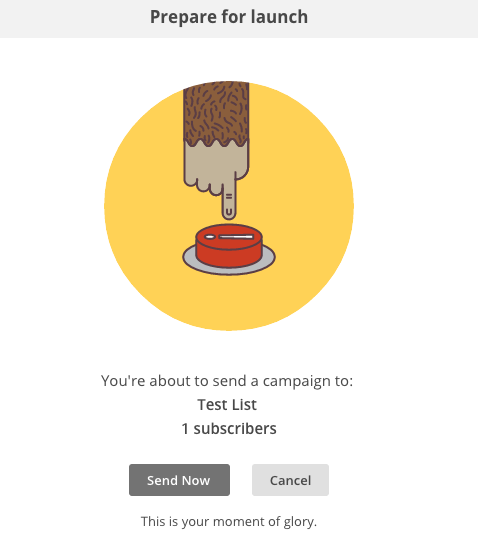 Prepare for launch
You're about to send a campaign to:
Test List
1 subscribers
Send Now
Cancel
This is your moment of glory.